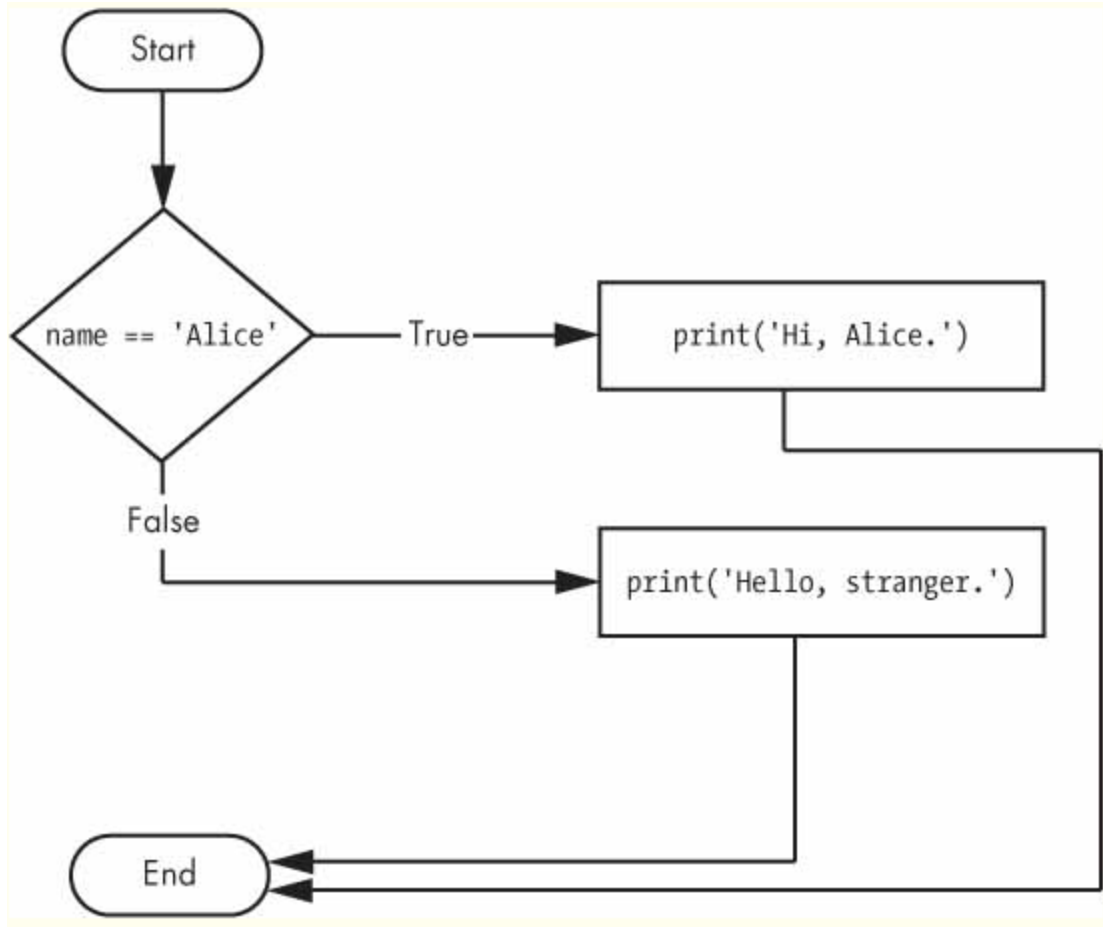 Start
name == 'Alice'
True
print('Hi, Alice.')
False
print('Hello, stranger.')
End